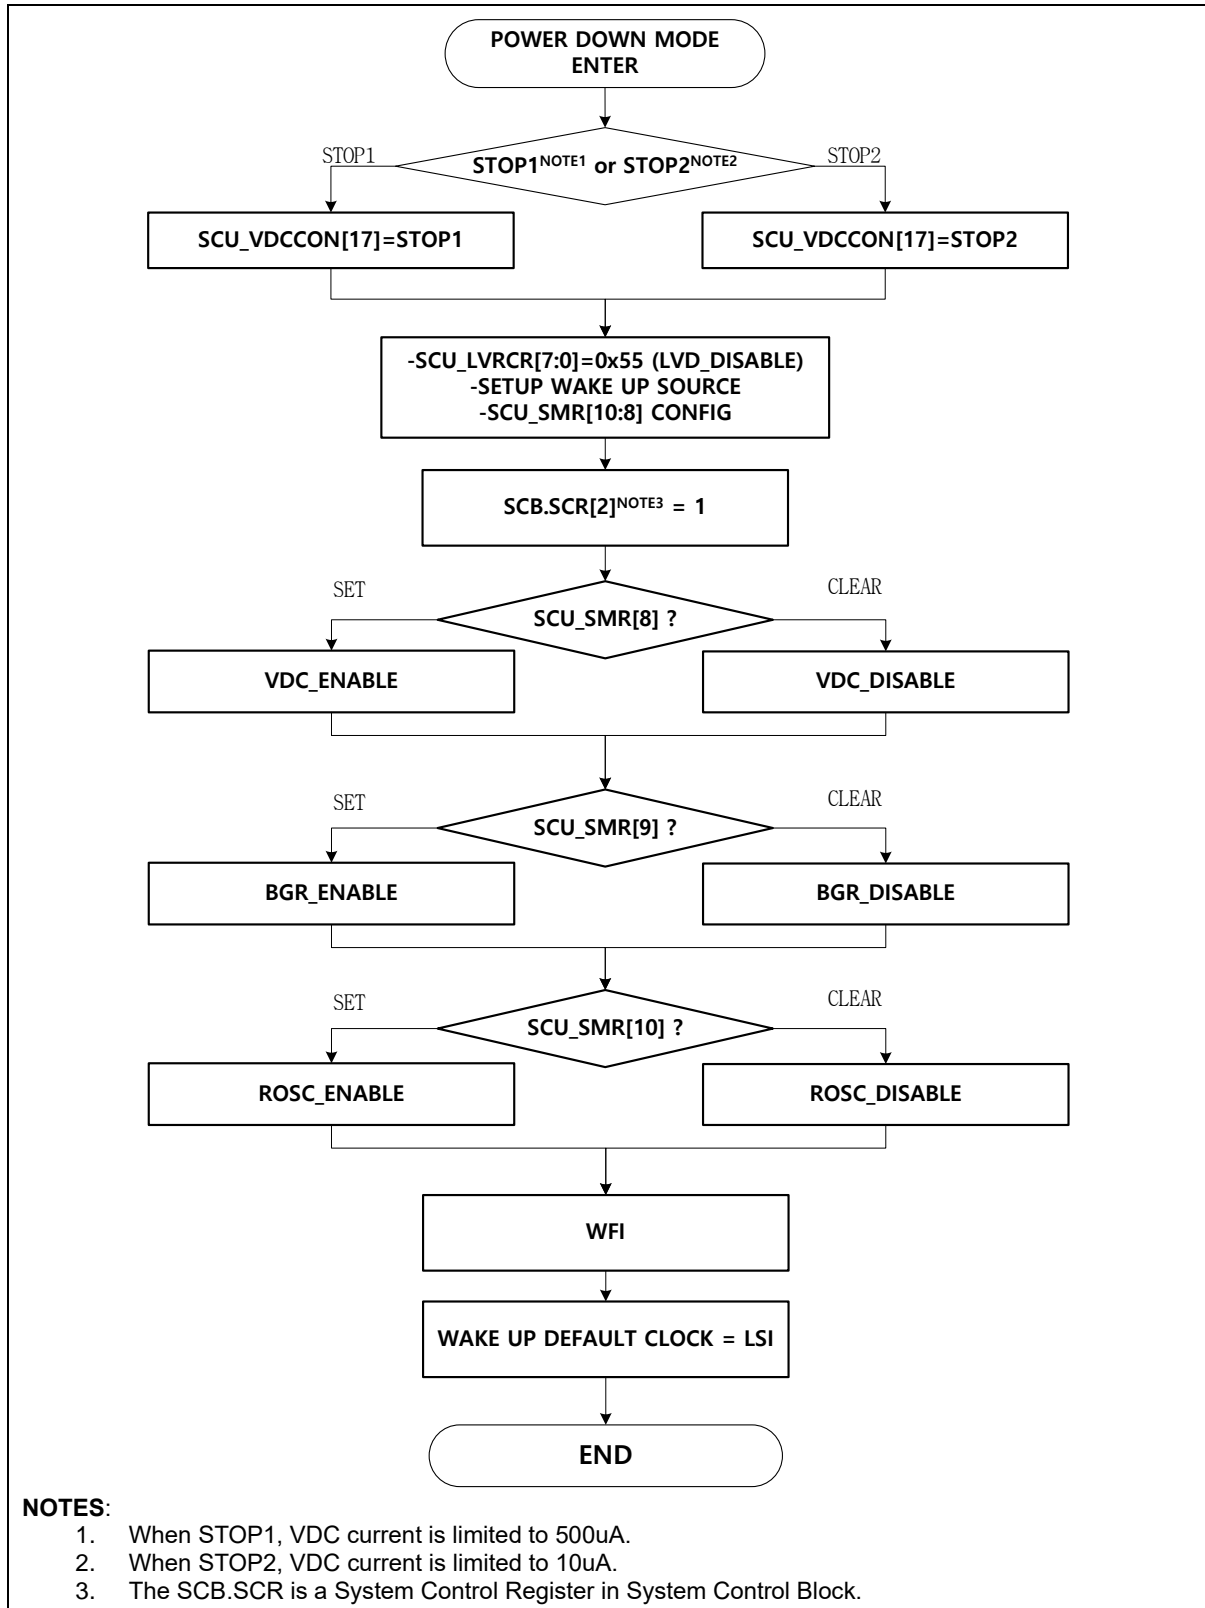 POWER DOWN MODE
ENTER
STOP1
STOP1NOTE1 or STOP2NOTE2
STOP2
SCU_VDCCON[17]=STOP1
SCU_VDCCON[17]=STOP2
-SCU_LVRCR[7:0]=0x55 (LVD_DISABLE)
-SETUP WAKE UP SOURCE
-SCU_SMR[10:8] CONFIG
SCB.SCR[2]NOTE3 = 1
SET
SCU_SMR[8] ?
CLEAR
VDC_ENABLE
VDC_DISABLE
SET
SCU_SMR[9] ?
CLEAR
BGR_ENABLE
BGR_DISABLE
SET
SCU_SMR[10] ?
CLEAR
ROSC_ENABLE
ROSC_DISABLE
WFI
WAKE UP DEFAULT CLOCK = LSI
END
NOTES:
1. When STOP1, VDC current is limited to 500uA.
2. When STOP2, VDC current is limited to 10uA.
3. The SCB.SCR is a System Control Register in System Control Block.